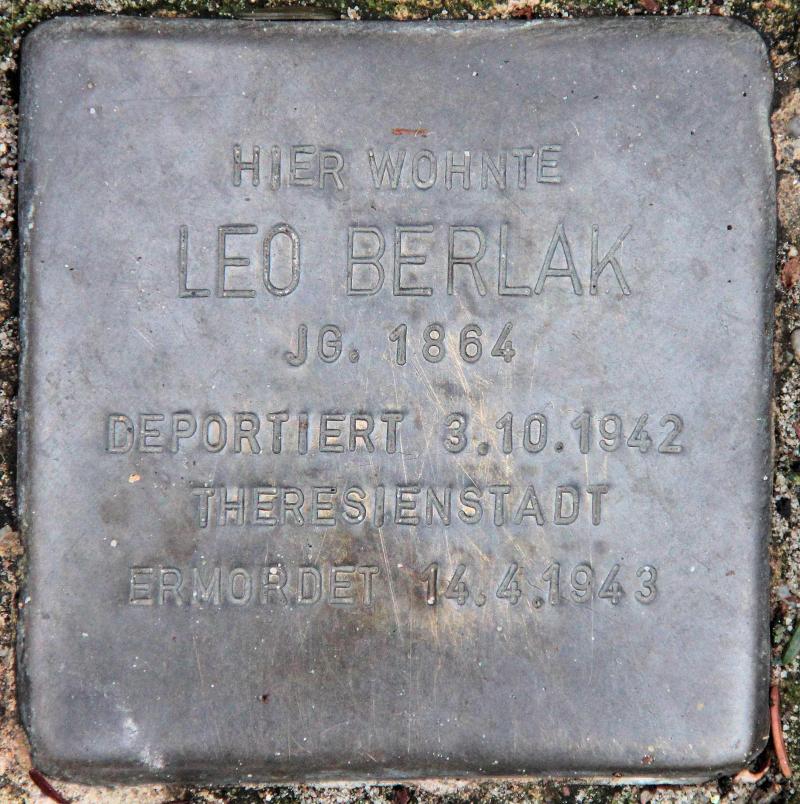 HIER WOHNTE
LEO BERLAK
JG. 1864
DEPORTIERT 3.10.1942
THERESIENSTADT
ERMORDET 14.4.1943